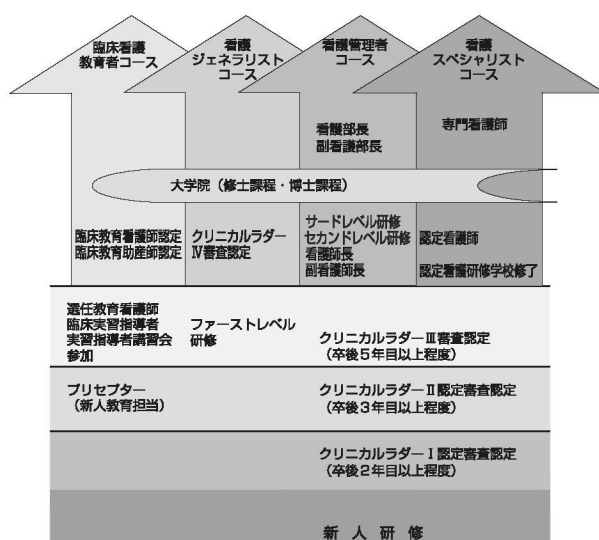 臨床看護
教育者コース
看護
ジェネラリスト
コース
看護管理者
コース
看護
スペシャリスト
コース
看護部長
副看護部長
専門看護師
大学院（修士課程・博士課程）
臨床教育看護師認定
臨床教育助産師認定
クリニカルラダー
Ⅳ審査認定
サードレベル研修
セカンドレベル研修
看護師長
副看護師長
認定看護師
認定看護研修学校修了
選任教育看護師
臨床実習指導者
実習指導者講習会
参加
ファーストレベル
研修
クリニカルラダーⅢ審査認定
（卒後５年目以上程度）
プリセプター
（新人教育担当）
クリニカルラダーⅡ認定審査認定
（卒後３年目以上程度）
クリニカルラダーⅠ認定審査認定
（卒後２年目以上程度）
新人研修